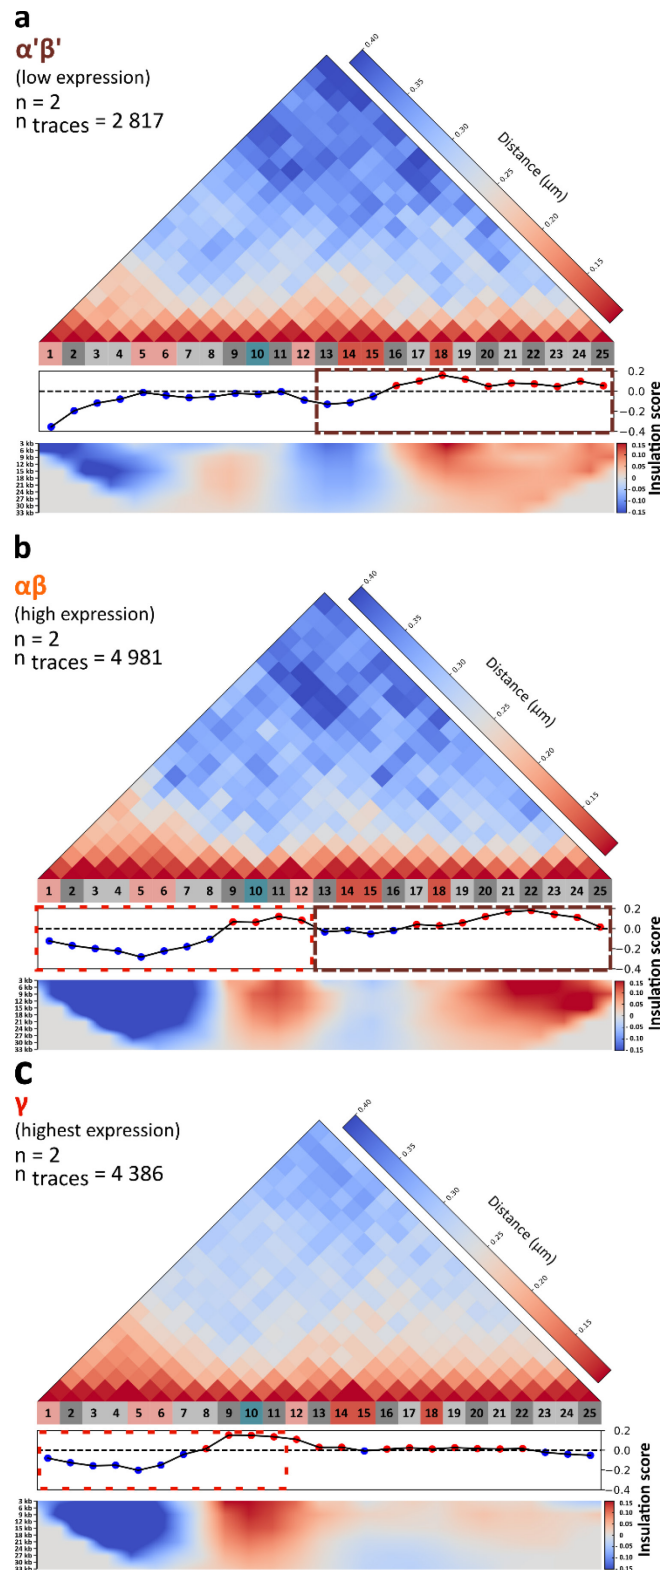 a
α'β'
(low expression)
n = 2
n traces = 2 817
0.40
0.35
0.30
0.25
0.20
0.15
Distance (μm)
1 2 3 4 5 6 7 8 9 10 11 12 13 14 15 16 17 18 19 20 21 22 23 24 25
0.2
0.0
−0.2
−0.4
Insulation score
3 kb
6 kb
9 kb
12 kb
15 kb
18 kb
21 kb
24 kb
27 kb
30 kb
33 kb
0.15
0.10
0.05
0
0.05
0.10
0.15
b
αβ
(high expression)
n = 2
n traces = 4 981
0.40
0.35
0.30
0.25
0.20
0.15
Distance (μm)
1 2 3 4 5 6 7 8 9 10 11 12 13 14 15 16 17 18 19 20 21 22 23 24 25
0.2
0.0
−0.2
−0.4
Insulation score
3 kb
6 kb
9 kb
12 kb
15 kb
18 kb
21 kb
24 kb
27 kb
30 kb
33 kb
0.15
0.10
0.05
0
0.05
0.10
0.15
c
γ
(highest expression)
n = 2
n traces = 4 386
0.40
0.35
0.30
0.25
0.20
0.15
Distance (μm)
1 2 3 4 5 6 7 8 9 10 11 12 13 14 15 16 17 18 19 20 21 22 23 24 25
0.2
0.0
−0.2
−0.4
Insulation score
3 kb
6 kb
9 kb
12 kb
15 kb
18 kb
21 kb
24 kb
27 kb
30 kb
33 kb
0.15
0.10
0.05
0
0.05
0.10
0.15